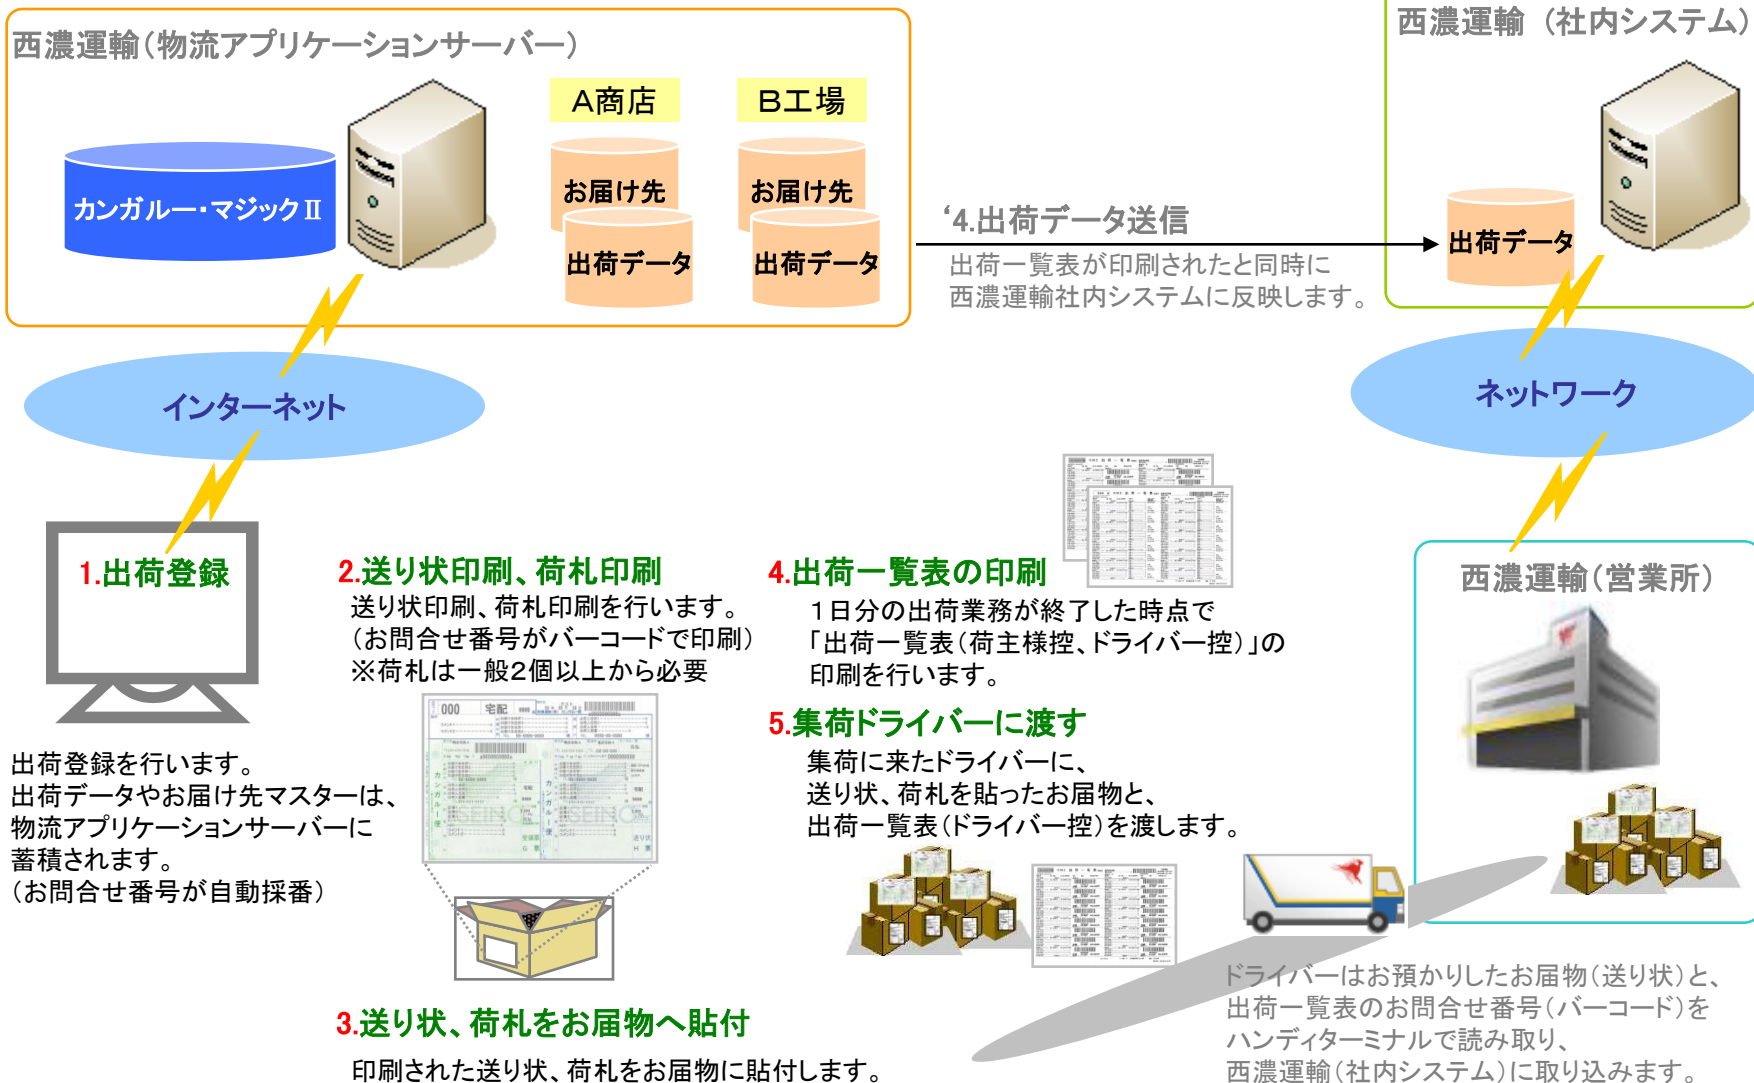 西濃運輸(物流アプリケーションサーバー)
カンガルー・マジックⅡ
A商店
お届け先
出荷データ
B工場
お届け先
出荷データ
‘4.出荷データ送信
出荷一覧表が印刷されたと同時に
西濃運輸社内システムに反映します。
西濃運輸 (社内システム)
出荷データ
インターネット
ネットワーク
1.出荷登録
出荷登録を行います。
出荷データやお届け先マスターは、
物流アプリケーションサーバーに
蓄積されます。
(お問合せ番号が自動採番)
2.送り状印刷、荷札印刷
送り状印刷、荷札印刷を行います。
(お問合せ番号がバーコードで印刷)
※荷札は一般2個以上から必要
000 宅配
カンガルー便
カンガルー便
3.送り状、荷札をお届物へ貼付
印刷された送り状、荷札をお届物に貼付します。
4.出荷一覧表の印刷
1日分の出荷業務が終了した時点で
「出荷一覧表(荷主様控、ドライバー控)」の
印刷を行います。
5.集荷ドライバーに渡す
集荷に来たドライバーに、
送り状、荷札を貼ったお届物と、
出荷一覧表(ドライバー控)を渡します。
西濃運輸(営業所)
ドライバーはお預かりしたお届物(送り状)と、
出荷一覧表のお問合せ番号(バーコード)を
ハンディターミナルで読み取り、
西濃運輸(社内システム)に取り込みます。